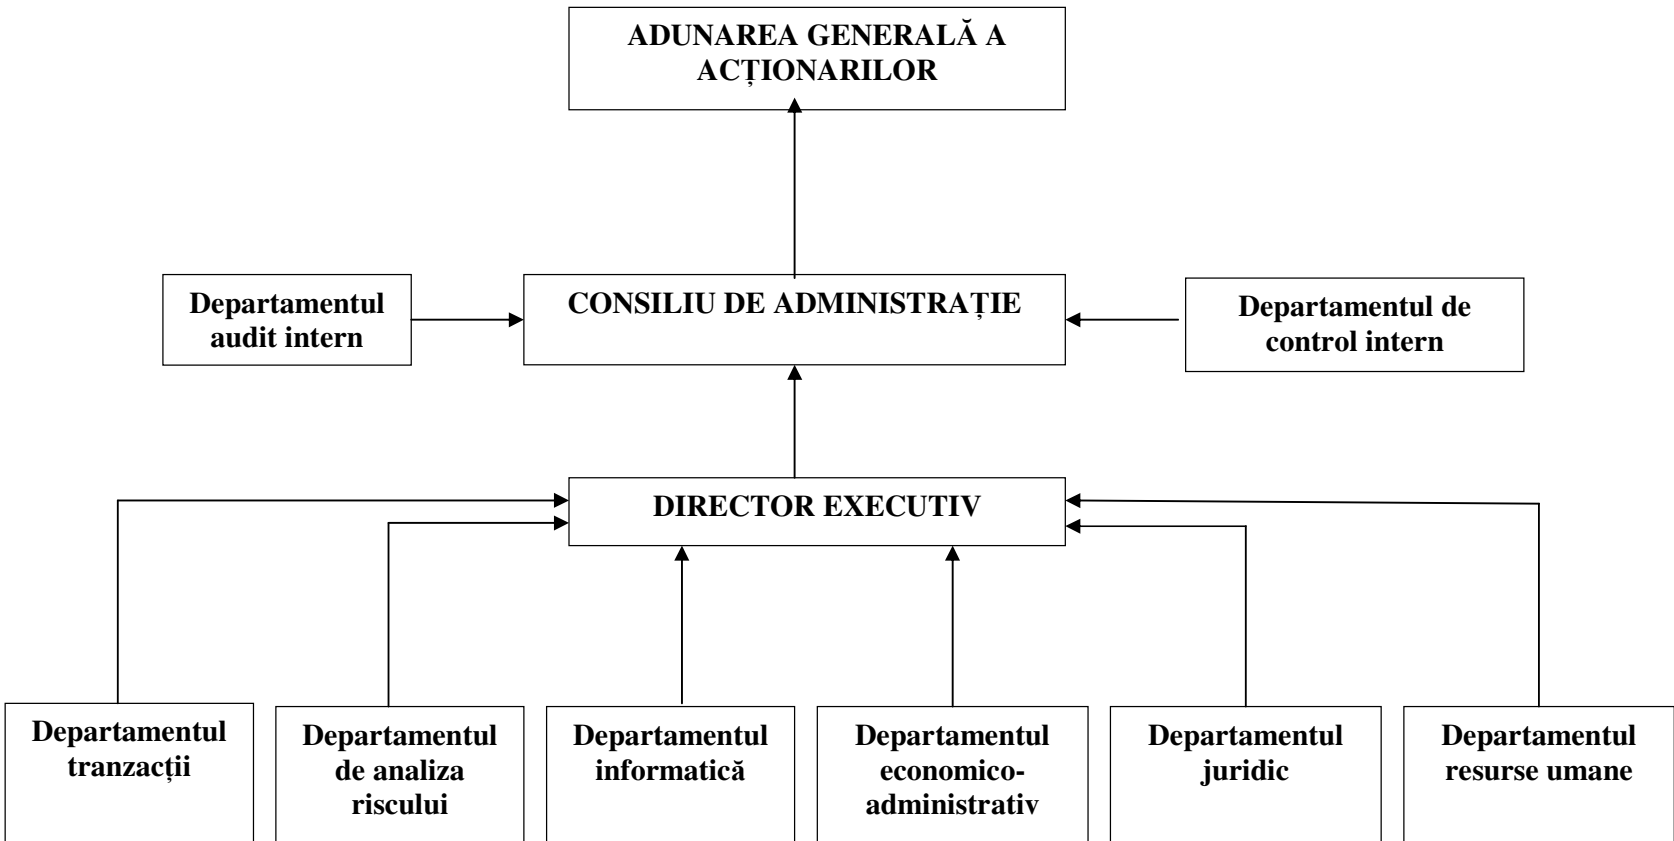 ADUNAREA GENERALĂ A
ACȚIONARILOR
Departamentul
audit intern
CONSILIU DE ADMINISTRAȚIE
Departamentul de
control intern
DIRECTOR EXECUTIV
Departamentul
tranzacții
Departamentul
de analiza
riscului
Departamentul
informatică
Departamentul
economico-
administrativ
Departamentul
juridic
Departamentul
resurse umane